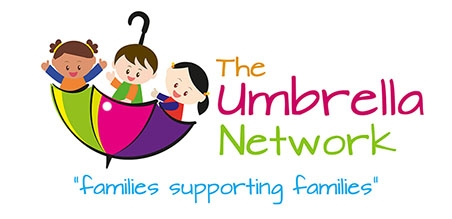 The
Umbrella
Network
"families supporting families"